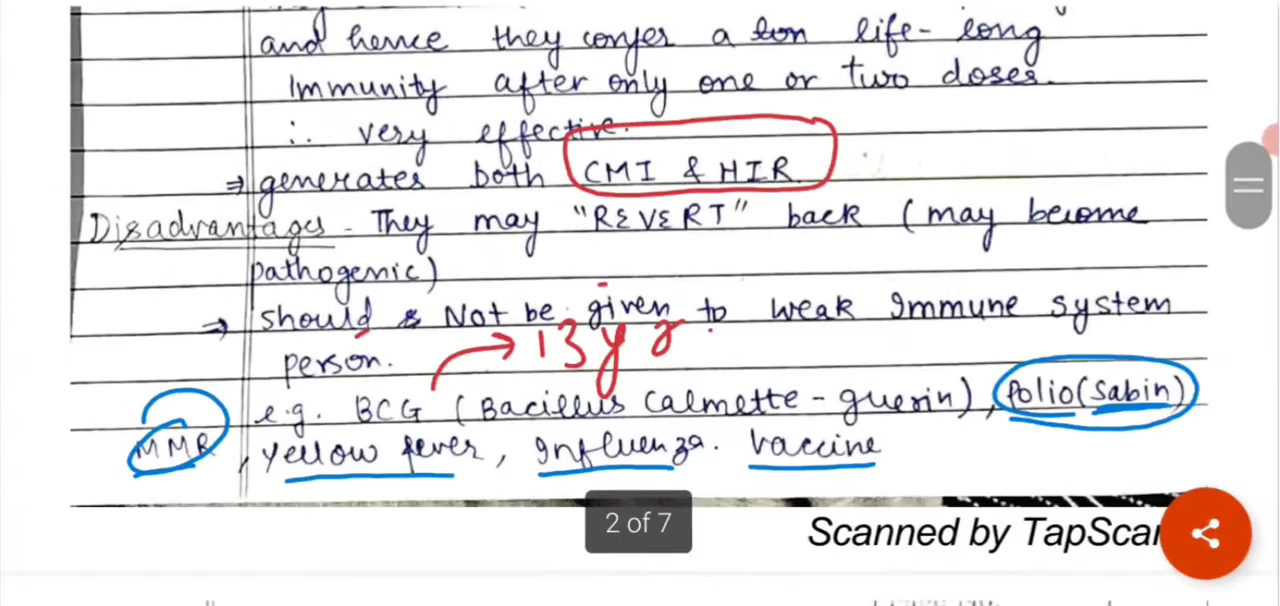 and hence they confer a life-long
Immunity after only one or two doses.
∴ very effective.
⇒ generates both CMI & HIR.
Disadvantages - They may "REVERT" back (may become
pathogenic)
⇒ should Not be given to weak Immune system
person.
→ 13 yr
e.g. BCG (Bacillus Calmette-guerin), Polio(Sabin)
MMR, Yellow fever, Influenza. Vaccine
2 of 7
Scanned by TapScan